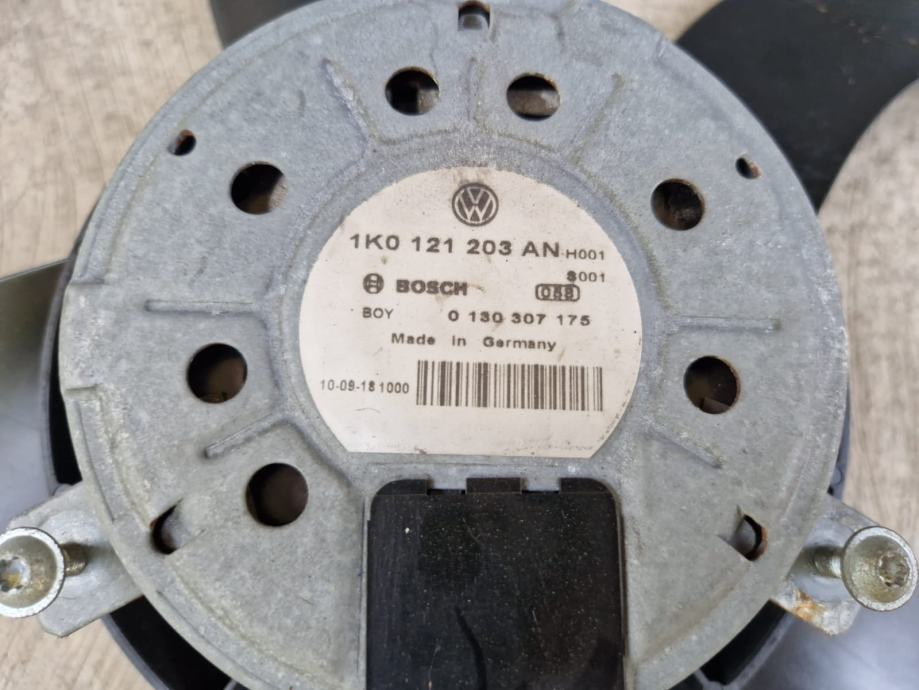 1K0 121 203 AN H001
S001
BOSCH 058
BOY 0 130 307 175
Made in Germany
10-09-18 1000